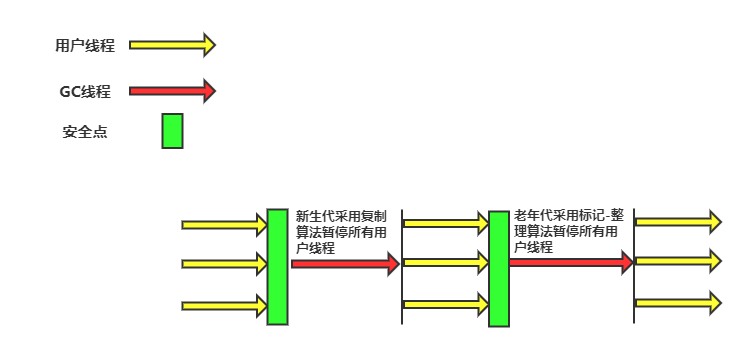 用户线程
GC线程
安全点
新生代采用复制
算法暂停所有用
户线程
老年代采用标记-整
理算法暂停所有用
户线程